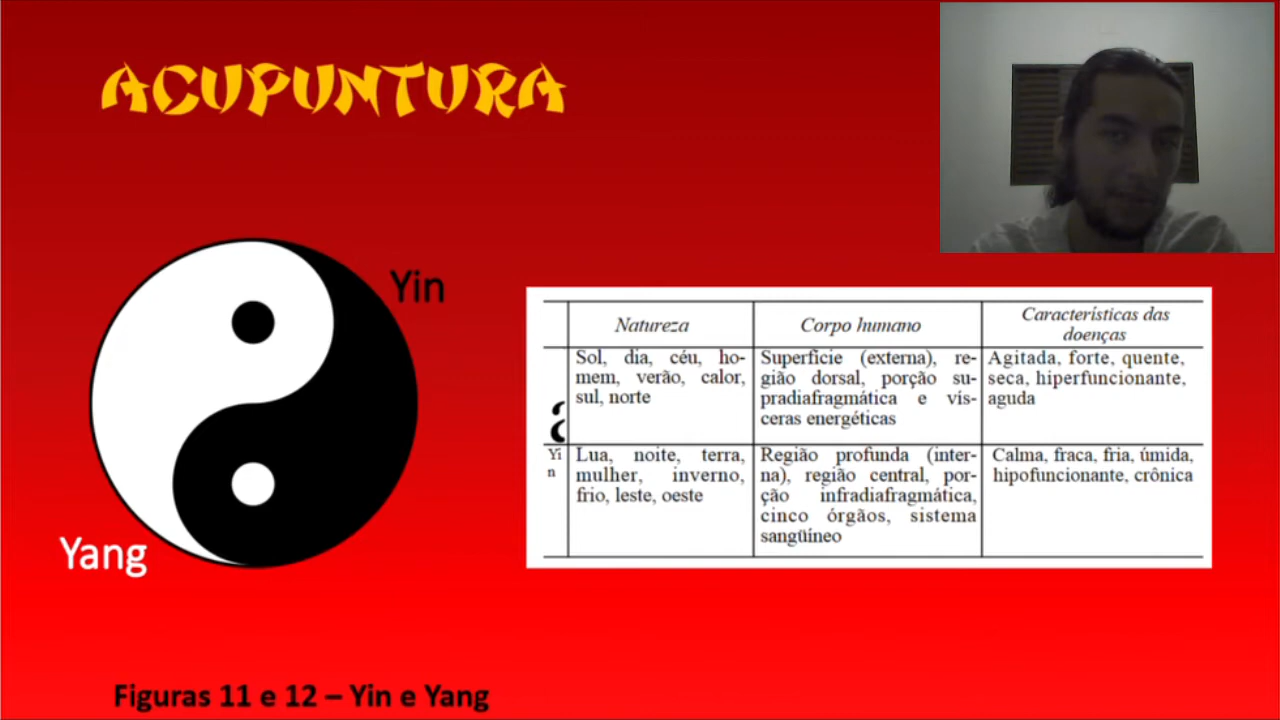 ACUPUNTURA
Yin
Yang
Natureza
Corpo humano
Características das
doenças
Sol, dia, céu, ho-
mem, verão, calor,
sul, norte
Superfície (externa), re-
gião dorsal, porção su-
pradiafragmática e vís-
ceras energéticas
Agitada, forte, quente,
seca, hiperfuncionante,
aguda
Yi
n
Lua, noite, terra,
mulher, inverno,
frio, leste, oeste
Região profunda (inter-
na), região central, por-
ção infradiafragmática,
cinco órgãos, sistema
sangüíneo
Calma, fraca, fria, úmida,
hipofuncionante, crônica
Figuras 11 e 12 – Yin e Yang